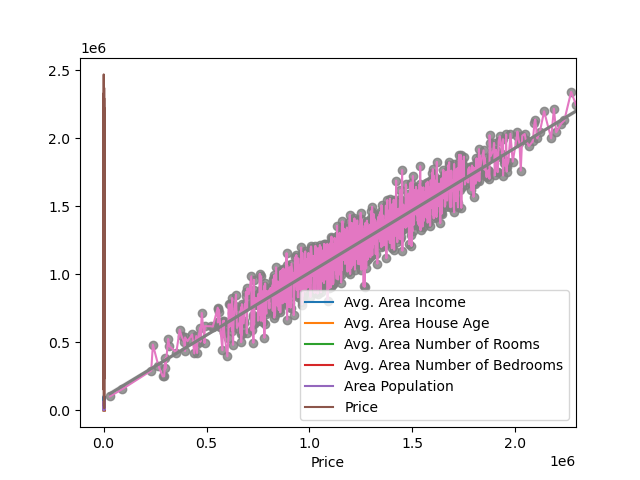 1e6
2.5
2.0
1.5
1.0
0.5
0.0
Avg. Area Income
Avg. Area House Age
Avg. Area Number of Rooms
Avg. Area Number of Bedrooms
Area Population
Price
0.0 0.5 1.0 1.5 2.0
Price 1e6